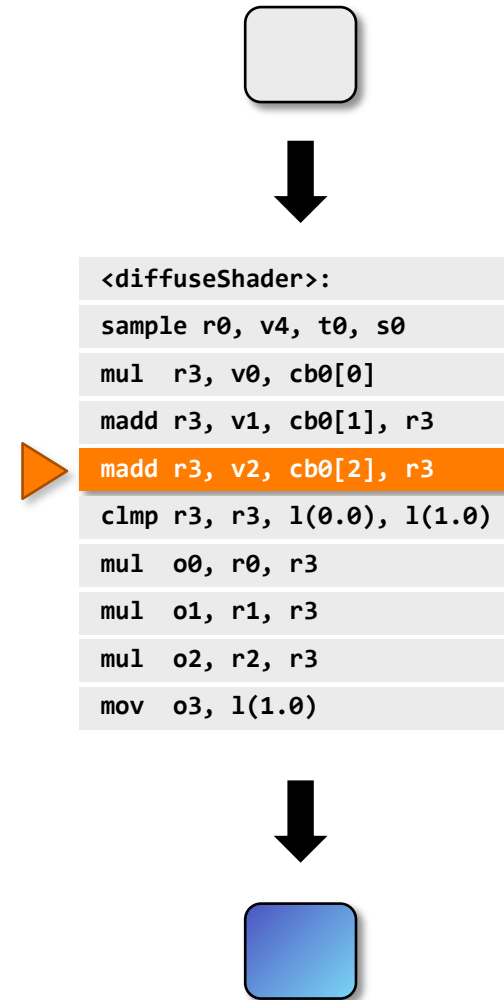 <diffuseShader>:
sample r0, v4, t0, s0
mul  r3, v0, cb0[0]
madd r3, v1, cb0[1], r3
madd r3, v2, cb0[2], r3
clmp r3, r3, l(0.0), l(1.0)
mul  o0, r0, r3
mul  o1, r1, r3
mul  o2, r2, r3
mov  o3, l(1.0)